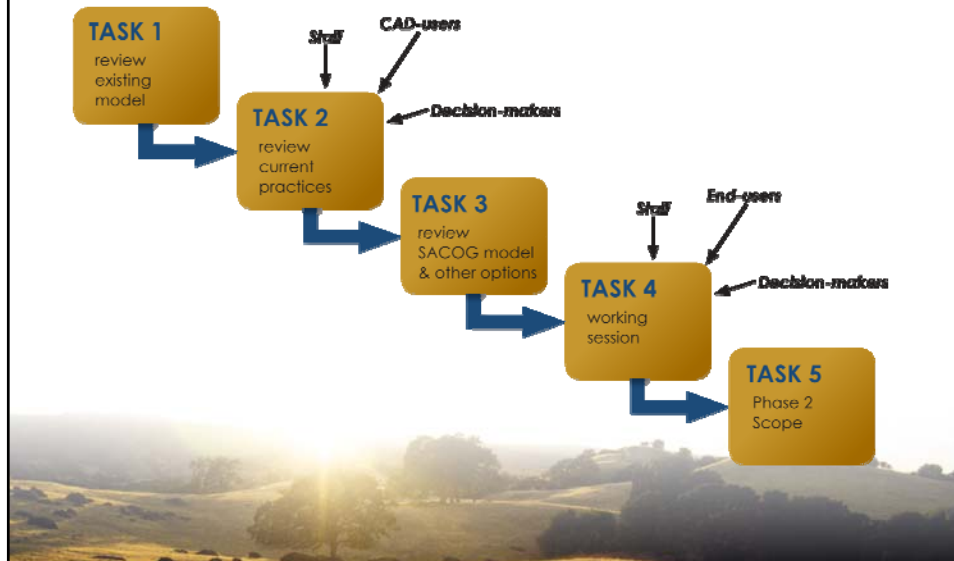 TASK 1
review
existing
model
Staff
CAD-users
Decision-makers
TASK 2
review
current
practices
TASK 3
review
SACOG model
& other options
Staff
End-users
Decision-makers
TASK 4
working
session
TASK 5
Phase 2
Scope